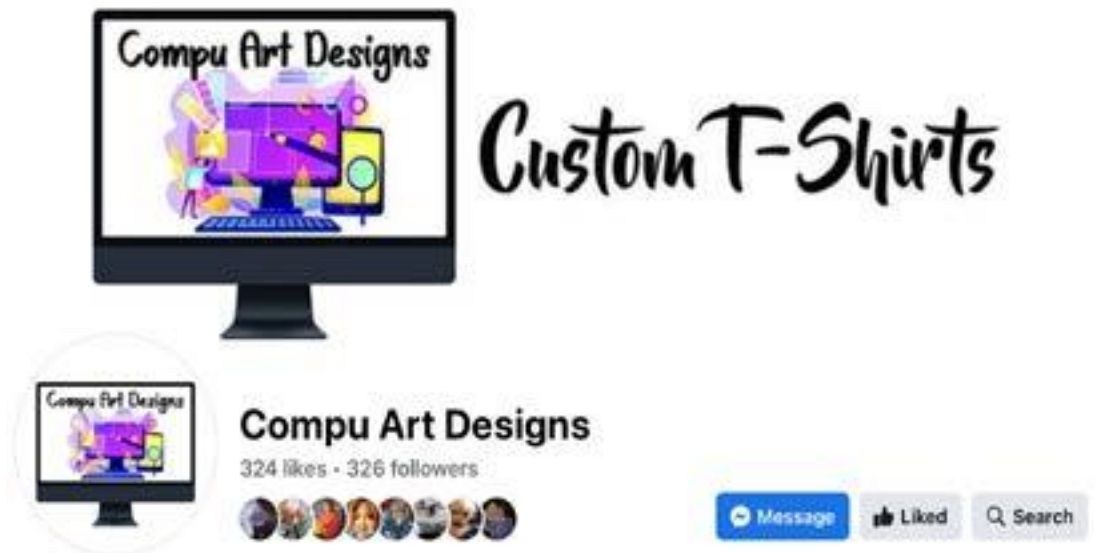 Compu Art Designs
Custom T-Shirts
Compu Art Designs
Compu Art Designs
324 likes • 326 followers
Message
Liked
Search